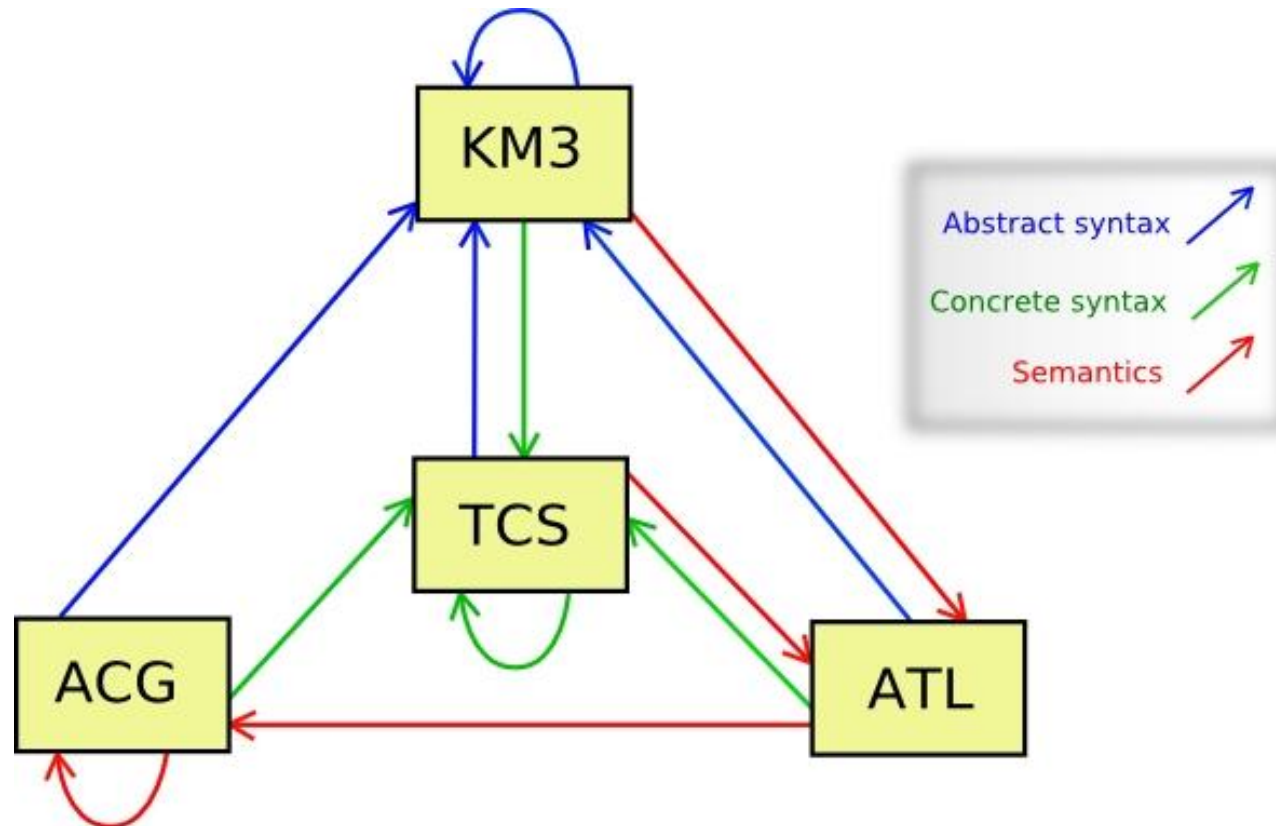 KM3
Abstract syntax
Concrete syntax
Semantics
TCS
ACG
ATL